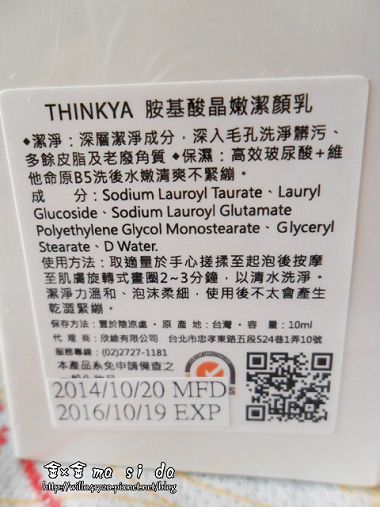 THINKYA 胺基酸晶嫩潔顏乳
◆潔淨：深層潔淨成分，深入毛孔洗淨髒污、
多餘皮脂及老廢角質 ◆保濕：高效玻尿酸+維
他命原B5洗後水嫩清爽不緊繃。
成　分：Sodium Lauroyl Taurate、Lauryl
Glucoside、Sodium Lauroyl Glutamate
Polyethylene Glycol Monostearate、Glyceryl
Stearate、D Water.
使用方法：取適量於手心搓揉至起泡後按摩
至肌膚旋轉式畫圈2~3分鐘，以清水洗淨。
潔淨力溫和、泡沫柔細，使用後不太會產生
乾澀緊繃。
保存方法：置於陰涼處‧原 產 地：台灣‧容　量：10ml
代 理 商：欣緰有限公司　台北市忠孝東路五段524巷1弄10號
服務專線：(02)2727-1181
本產品係免申請備查之
2014/10/20 MFD
2016/10/19 EXP
ma si da